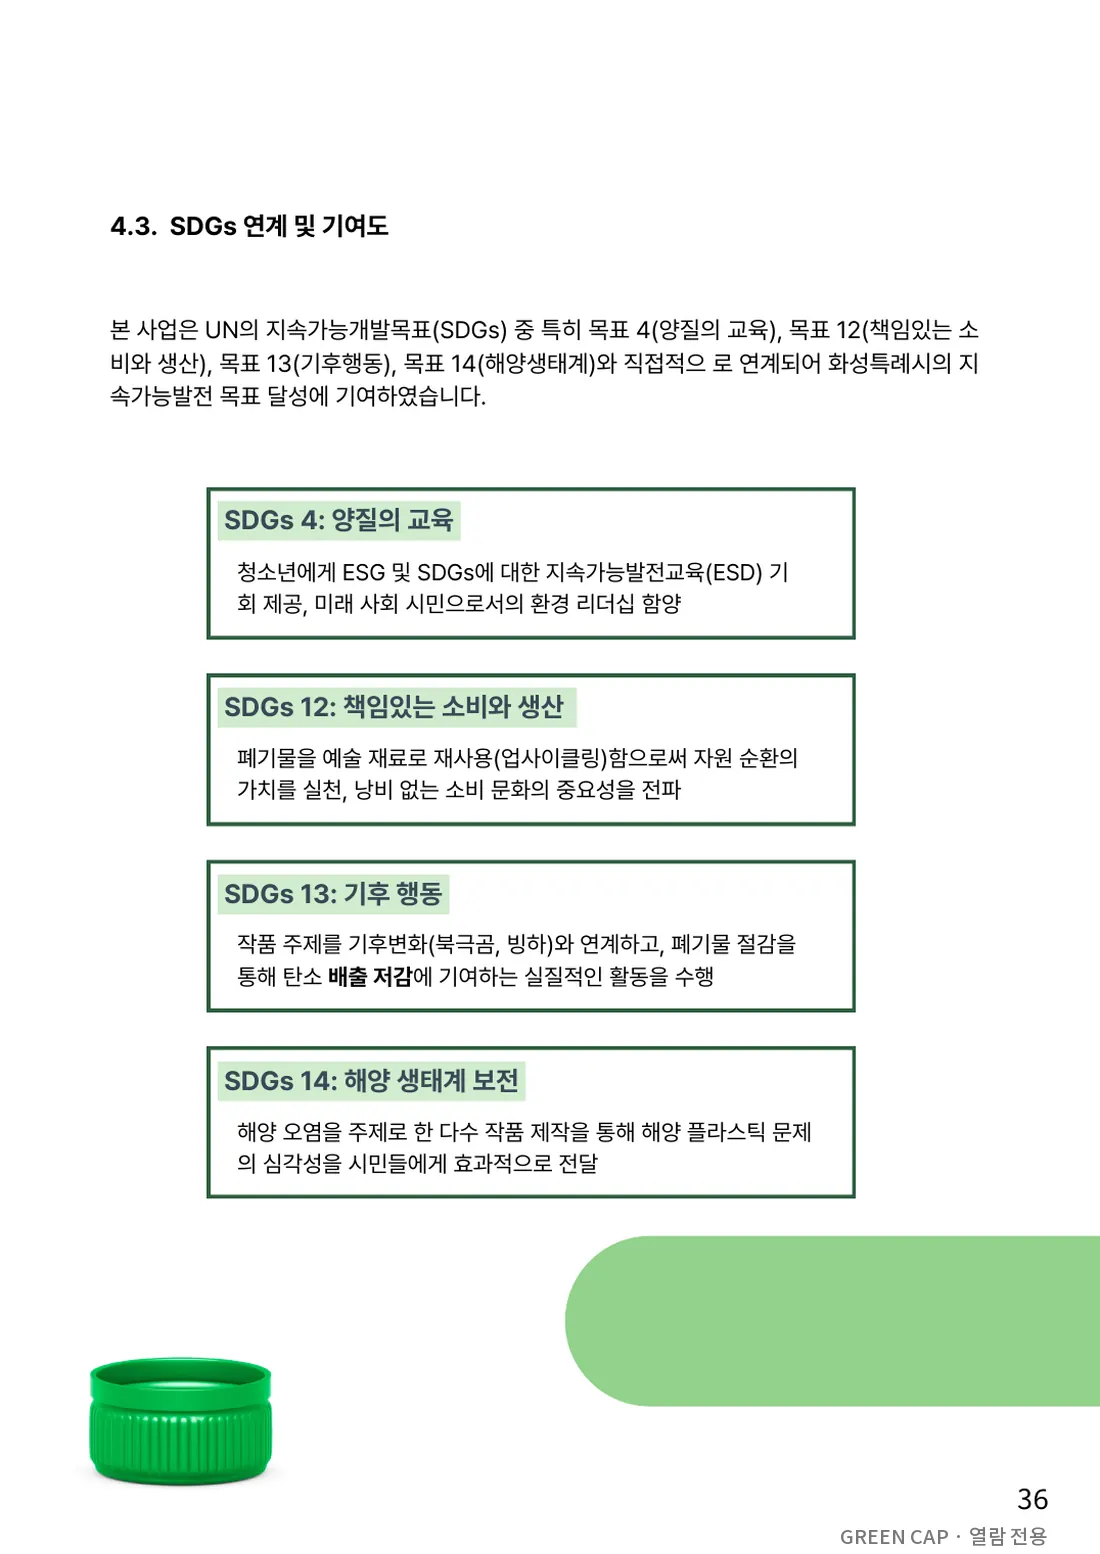 4.3. SDGs 연계 및 기여도
본 사업은 UN의 지속가능개발목표(SDGs) 중 특히 목표 4(양질의 교육), 목표 12(책임있는 소
비와 생산), 목표 13(기후행동), 목표 14(해양생태계)와 직접적으 로 연계되어 화성특례시의 지
속가능발전 목표 달성에 기여하였습니다.
SDGs 4: 양질의 교육
청소년에게 ESG 및 SDGs에 대한 지속가능발전교육(ESD) 기
회 제공, 미래 사회 시민으로서의 환경 리더십 함양
SDGs 12: 책임있는 소비와 생산
폐기물을 예술 재료로 재사용(업사이클링)함으로써 자원 순환의
가치를 실천, 낭비 없는 소비 문화의 중요성을 전파
SDGs 13: 기후 행동
작품 주제를 기후변화(북극곰, 빙하)와 연계하고, 폐기물 절감을
통해 탄소 배출 저감에 기여하는 실질적인 활동을 수행
SDGs 14: 해양 생태계 보전
해양 오염을 주제로 한 다수 작품 제작을 통해 해양 플라스틱 문제
의 심각성을 시민들에게 효과적으로 전달
36
GREEN CAP · 열람 전용